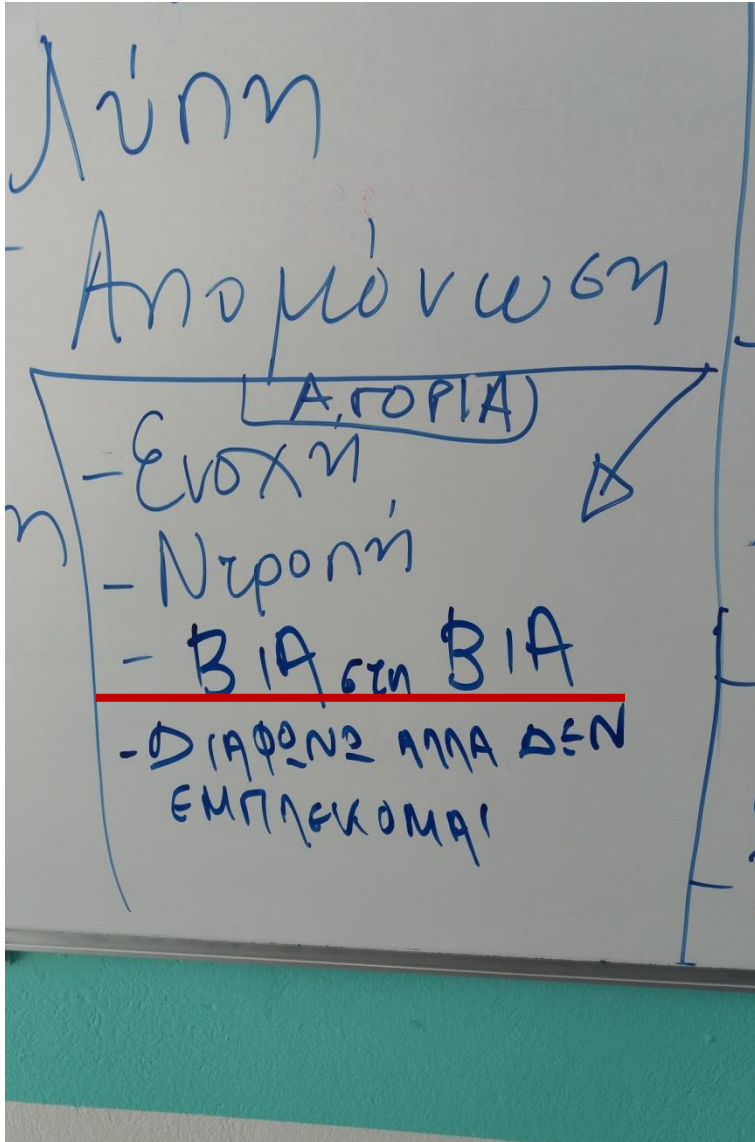 Λύπη
- Απομόνωση
ΑΓΟΡΙΑ
- Ενοχή
- Ντροπή
- ΒΙΑ στη ΒΙΑ
- ΔΙΑΦΩΝΩ ΑΛΛΑ ΔΕΝ
ΕΜΠΛΕΚΟΜΑΙ